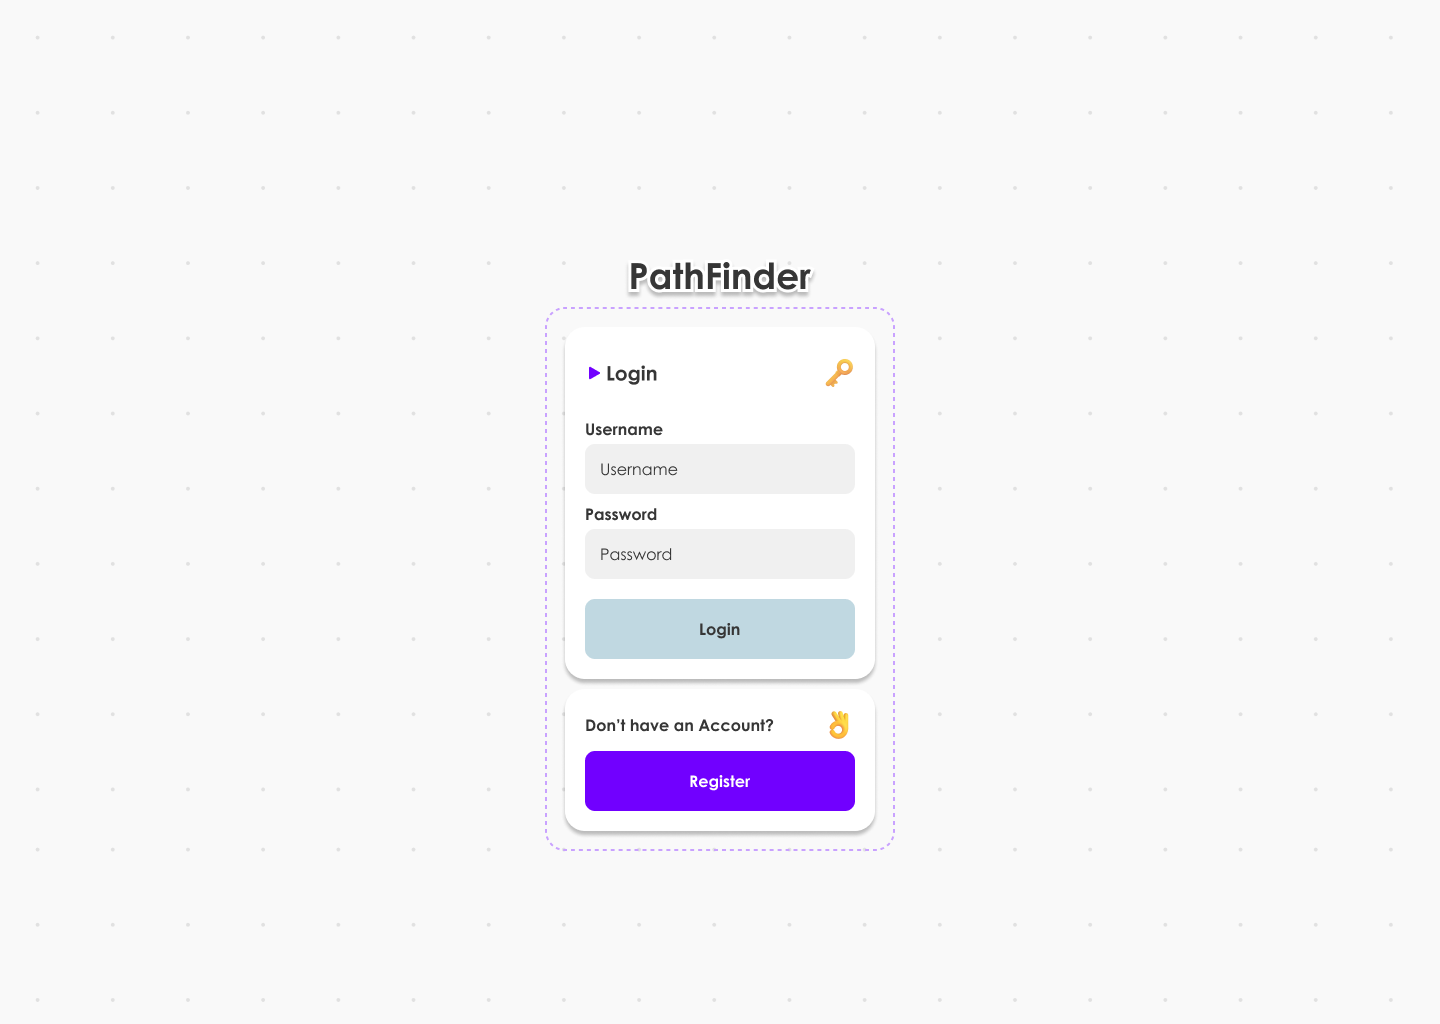 PathFinder
Login
Username
Username
Password
Password
Login
Don't have an Account?
Register